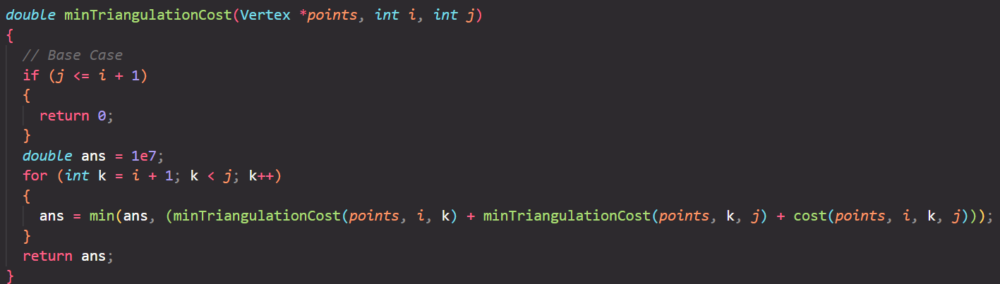 double minTriangulationCost(Vertex *points, int i, int j)
{
  // Base Case
  if (j <= i + 1)
  {
    return 0;
  }
  double ans = 1e7;
  for (int k = i + 1; k < j; k++)
  {
    ans = min(ans, (minTriangulationCost(points, i, k) + minTriangulationCost(points, k, j) + cost(points, i, k, j)));
  }
  return ans;
}